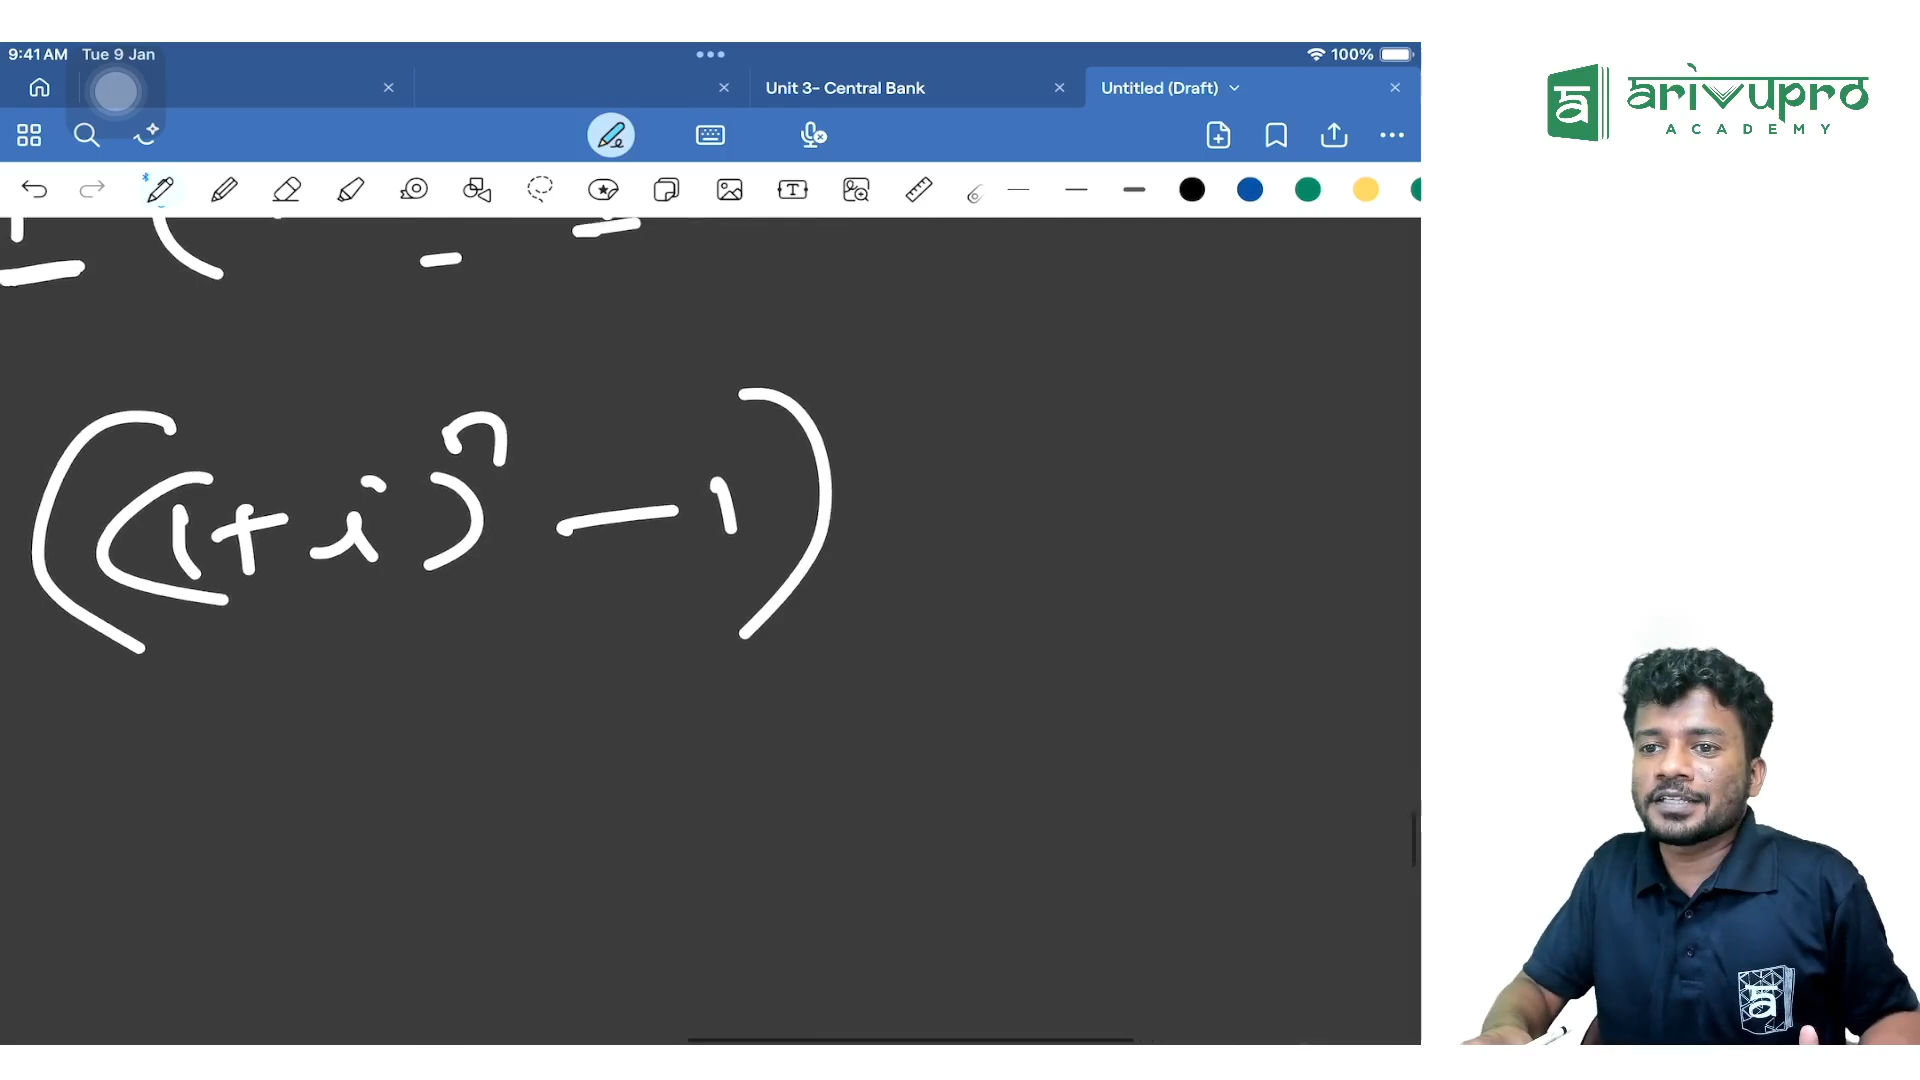 9:41 AM Tue 9 Jan 100%
Unit 3- Central Bank
Untitled (Draft)
arivupro
ACADEMY
((1+i)ⁿ - 1)